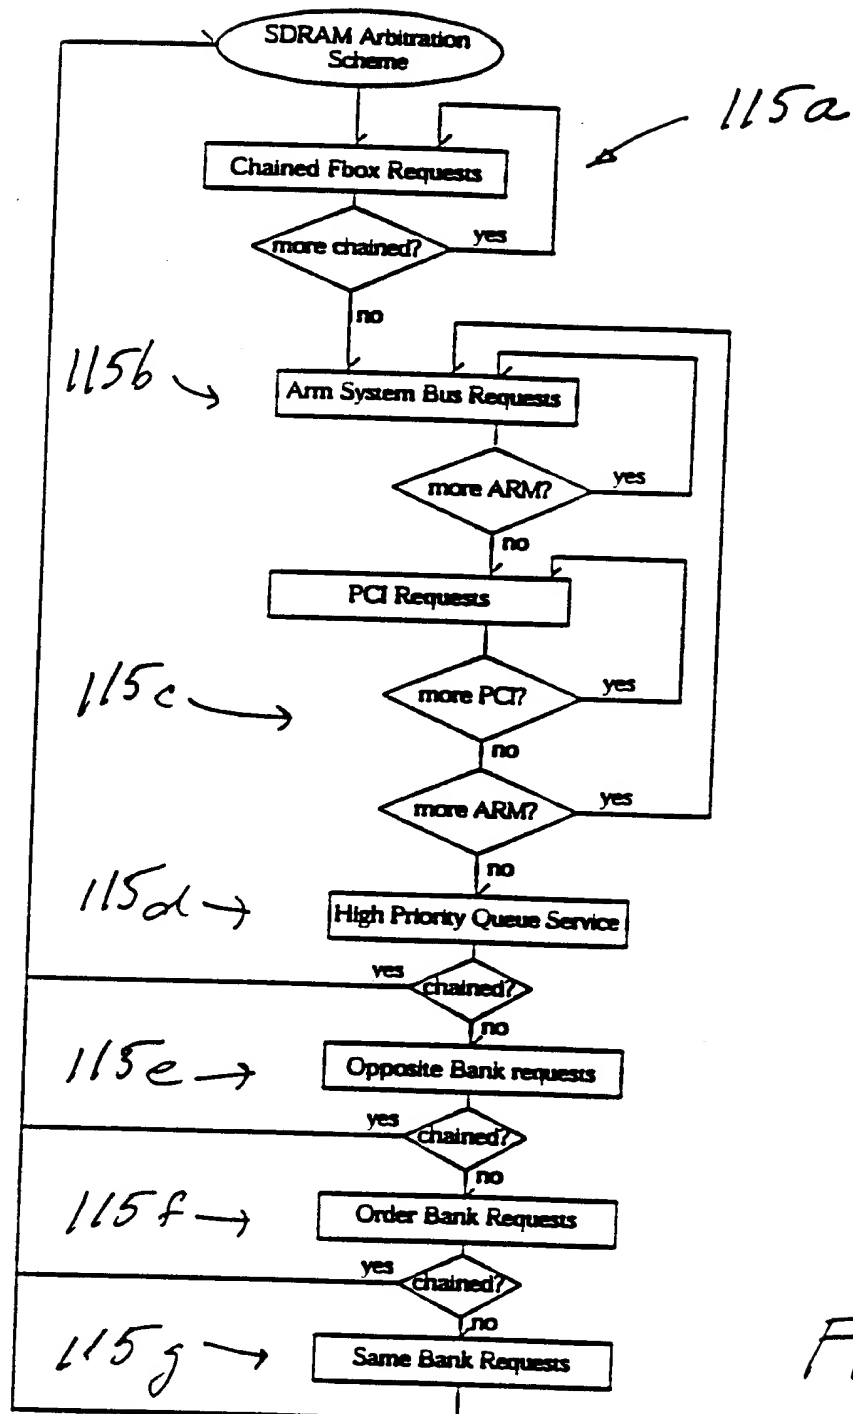 SDRAM Arbitration
Scheme
115a
Chained Fbox Requests
more chained?
yes
no
115b
Arm System Bus Requests
more ARM?
yes
no
PCI Requests
115c
more PCI?
yes
no
more ARM?
yes
no
115d
High Priority Queue Service
yes
chained?
no
115e
Opposite Bank requests
yes
chained?
no
115f
Order Bank Requests
yes
chained?
no
115g
Same Bank Requests